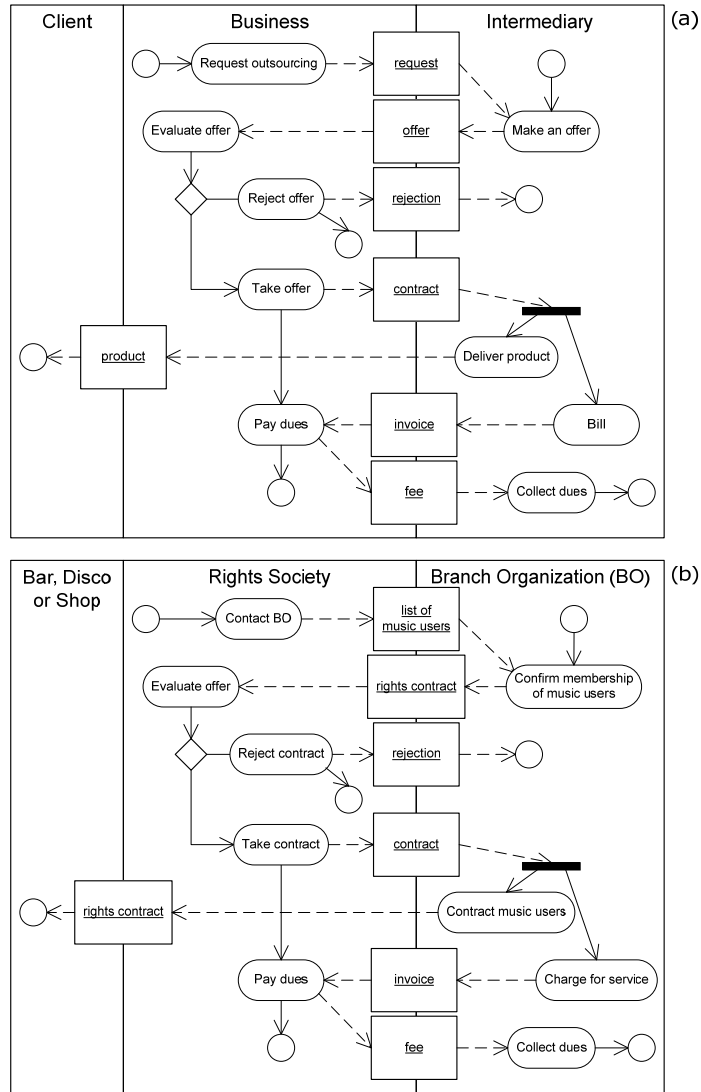 Client
Business
Intermediary
(a)
Request outsourcing
request
Evaluate offer
offer
Make an offer
Reject offer
rejection
Take offer
contract
product
Deliver product
Pay dues
invoice
Bill
fee
Collect dues
Bar, Disco
or Shop
Rights Society
Branch Organization (BO)
(b)
Contact BO
list of
music users
Evaluate offer
rights contract
Confirm membership
of music users
Reject contract
rejection
Take contract
contract
rights contract
Contract music users
Pay dues
invoice
Charge for service
fee
Collect dues